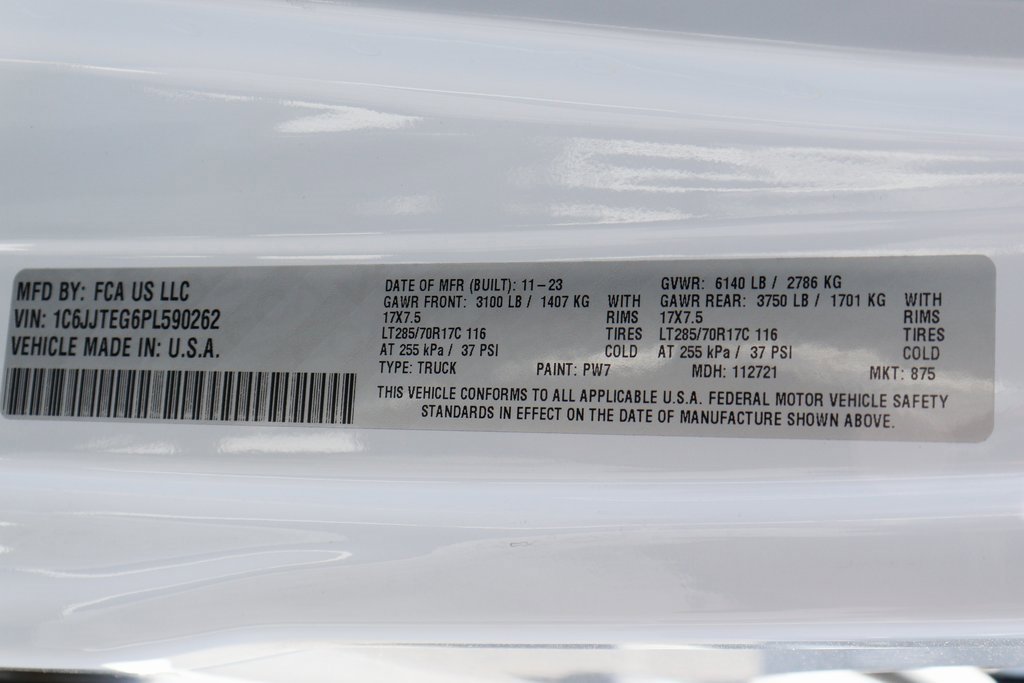 MFD BY: FCA US LLC
VIN: 1C6JJTEG6PL590262
VEHICLE MADE IN: U.S.A.
DATE OF MFR (BUILT): 11-23 GVWR: 6140 LB / 2786 KG
GAWR FRONT: 3100 LB / 1407 KG WITH GAWR REAR: 3750 LB / 1701 KG WITH
17X7.5 RIMS 17X7.5 RIMS
LT285/70R17C 116 TIRES LT285/70R17C 116 TIRES
AT 255 kPa / 37 PSI COLD AT 255 kPa / 37 PSI COLD
TYPE: TRUCK PAINT: PW7 MDH: 112721 MKT: 875
THIS VEHICLE CONFORMS TO ALL APPLICABLE U.S.A. FEDERAL MOTOR VEHICLE SAFETY
STANDARDS IN EFFECT ON THE DATE OF MANUFACTURE SHOWN ABOVE.